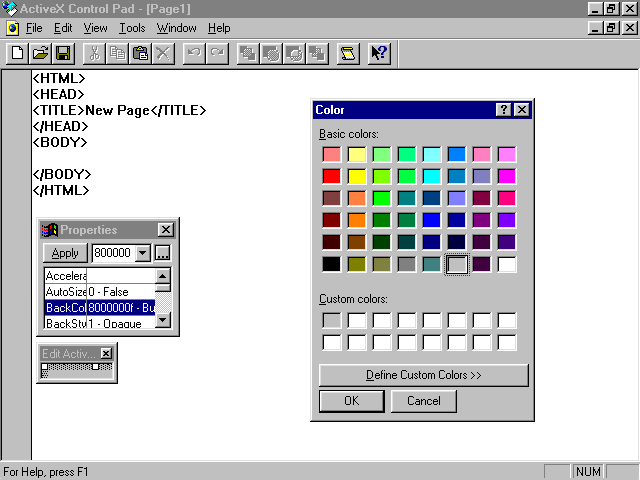 ActiveX Control Pad - [Page1]
File Edit View Tools Window Help
<HTML>
<HEAD>
<TITLE>New Page</TITLE>
</HEAD>
<BODY>
</BODY>
</HTML>
Properties
Apply 800000 ...
Accelera
AutoSize 0 - False
BackCol 8000000f - Bu
BackSty 1 - Opaque
Edit Activ...
Color
Basic colors:
Custom colors:
Define Custom Colors >>
OK Cancel
For Help, press F1 NUM